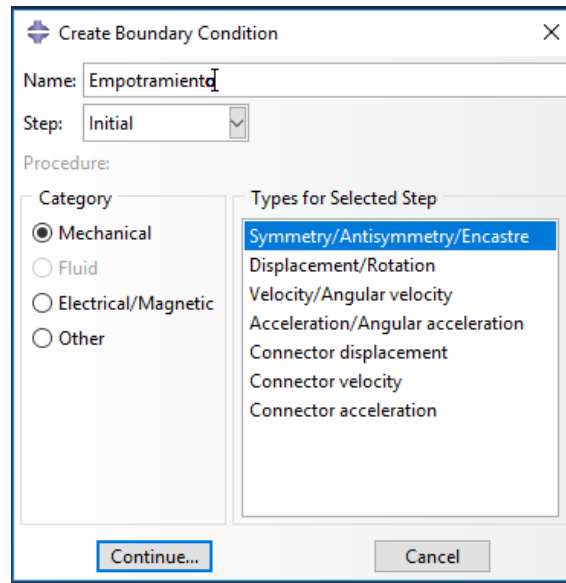 Create Boundary Condition
Name: Empotramiento
Step: Initial
Procedure:
Category
Mechanical
Fluid
Electrical/Magnetic
Other
Types for Selected Step
Symmetry/Antisymmetry/Encastre
Displacement/Rotation
Velocity/Angular velocity
Acceleration/Angular acceleration
Connector displacement
Connector velocity
Connector acceleration
Continue...
Cancel